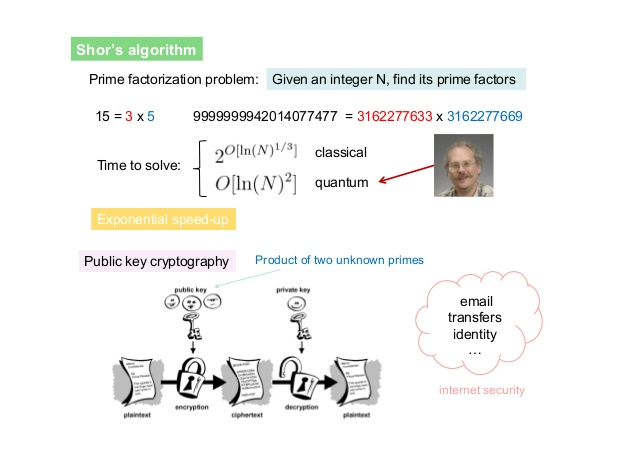 Shor's algorithm
Prime factorization problem: Given an integer N, find its prime factors
15 = 3 x 5 9999999942014077477 = 3162277633 x 3162277669
Time to solve: 2^{O[ln(N)^{1/3}]} classical
O[ln(N)^2] quantum
Exponential speed-up
Public key cryptography Product of two unknown primes
public key private key
encryption decryption
plaintext ciphertext plaintext
email
transfers
identity
…
internet security